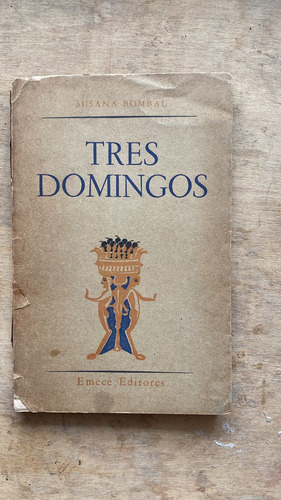 SUSANA BOMBAL
TRES
DOMINGOS
Emecé Editores